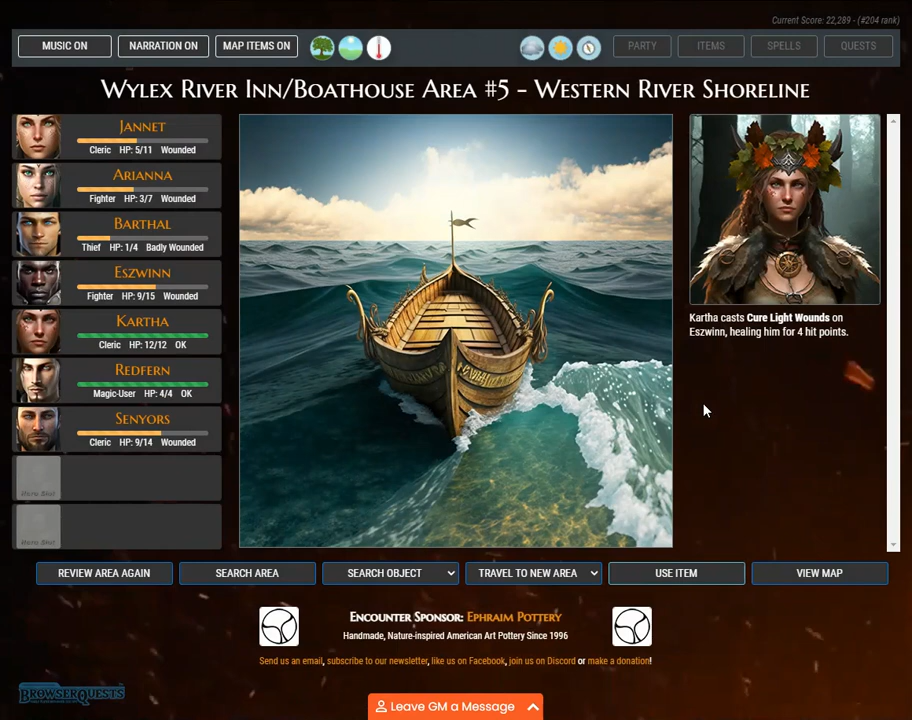 Current Score: 22,289 - (#204 rank)
MUSIC ON
NARRATION ON
MAP ITEMS ON
PARTY
ITEMS
SPELLS
QUESTS
Wylex River Inn/Boathouse Area #5 - Western River Shoreline
Jannet
Cleric HP: 5/11 Wounded
Arianna
Fighter HP: 3/7 Wounded
Barthal
Thief HP: 1/4 Badly Wounded
Eszwinn
Fighter HP: 9/15 Wounded
Kartha
Cleric HP: 12/12 OK
Redfern
Magic-User HP: 4/4 OK
Senyors
Cleric HP: 9/14 Wounded
Kartha casts Cure Light Wounds on
Eszwinn, healing him for 4 hit points.
REVIEW AREA AGAIN
SEARCH AREA
SEARCH OBJECT
TRAVEL TO NEW AREA
USE ITEM
VIEW MAP
Encounter Sponsor: Ephraim Pottery
Handmade, Nature-inspired American Art Pottery Since 1996
Send us an email, subscribe to our newsletter, like us on Facebook, join us on Discord or make a donation!
BrowserQuests
Leave GM a Message